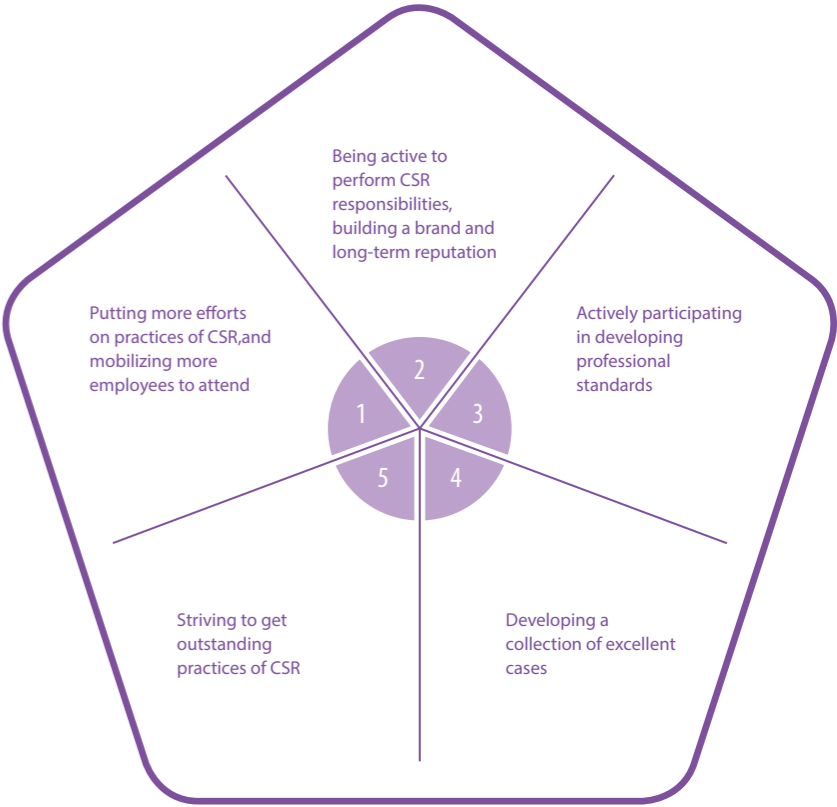 Being active to
perform CSR
responsibilities,
building a brand and
long-term reputation
Putting more efforts
on practices of CSR,and
mobilizing more
employees to attend
Actively participating
in developing
professional
standards
2
1
3
5
4
Striving to get
outstanding
practices of CSR
Developing a
collection of excellent
cases